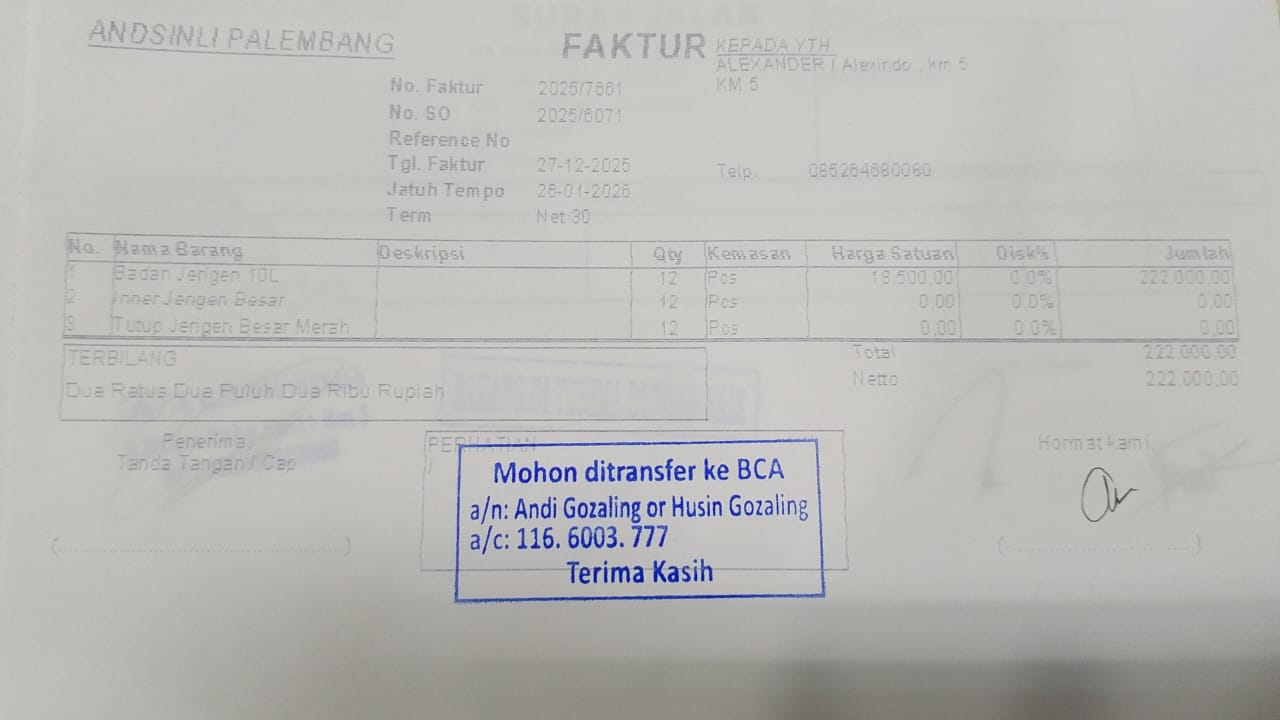 ANDSINLI PALEMBANG
FAKTUR
KEPADA YTH.
ALEXANDER / Alexindo , km 5
KM 5
No. Faktur 2025/7661
No. SO 2025/6071
Reference No
Tgl. Faktur 27-12-2025
Jatuh Tempo 26-01-2026
Term Net 30
Telp. 085264680080
No. Nama Barang Deskripsi Qty Kemasan Harga Satuan Disk% Jumlah
1 Badan Jerigen 10L 12 Pcs 18.500,00 0.0% 222.000,00
2 Inner Jerigen Besar 12 Pcs 0,00 0.0% 0,00
3 Tutup Jerigen Besar Merah 12 Pcs 0,00 0.0% 0,00
Total 222.000,00
Netto 222.000,00
TERBILANG
Dua Ratus Dua Puluh Dua Ribu Rupiah
Penerima,
Tanda Tangan / Cap
PERHATIAN
Hormat kami,
Mohon ditransfer ke BCA
a/n: Andi Gozaling or Husin Gozaling
a/c: 116. 6003. 777
Terima Kasih